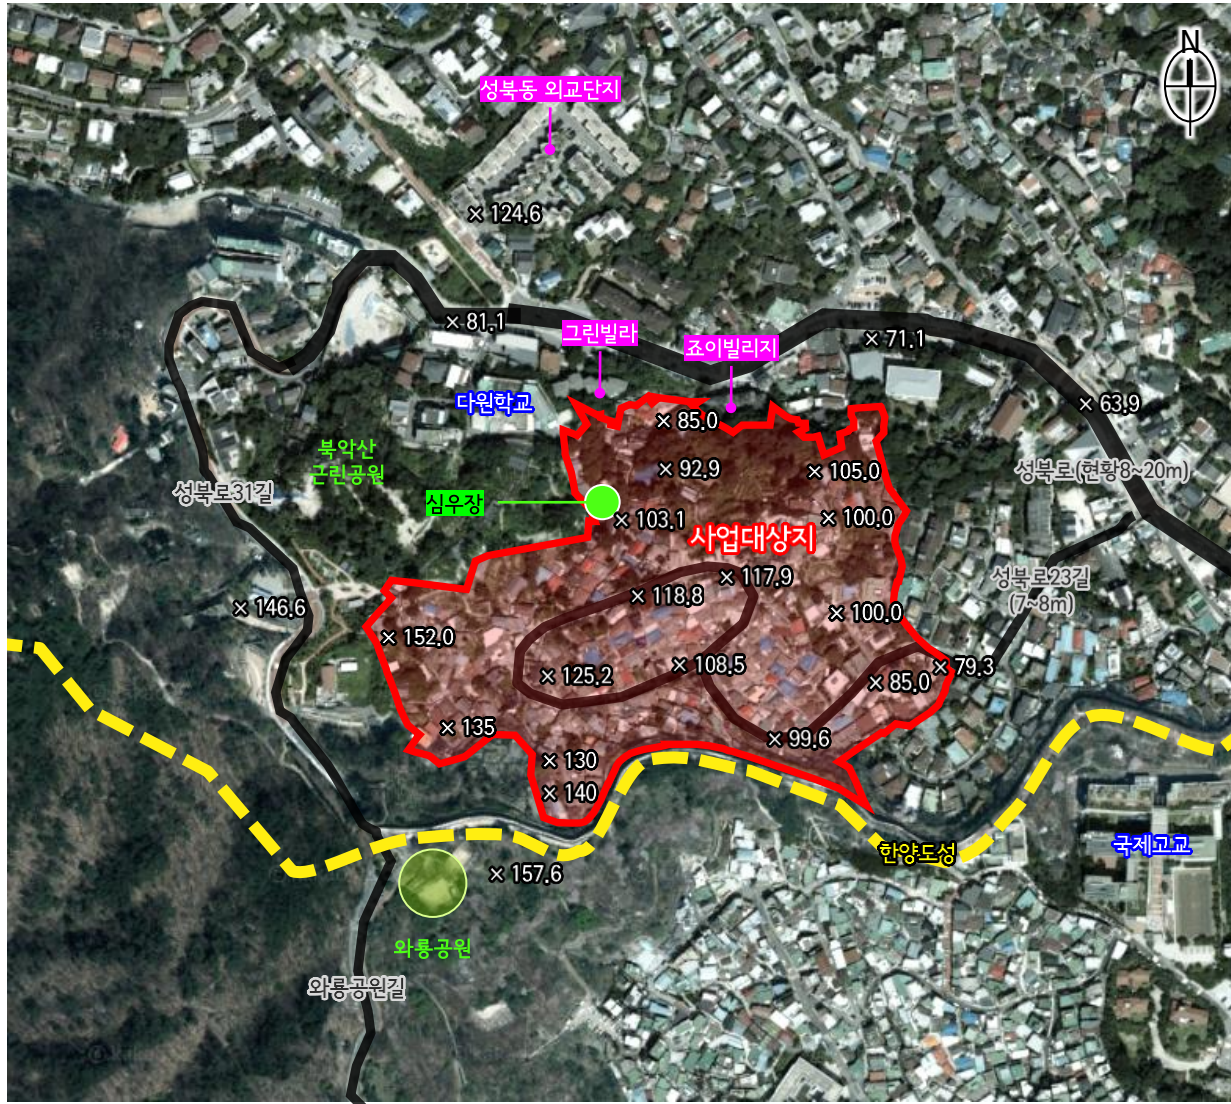 N
성북동 외교단지
× 124.6
× 81.1
그린빌라
죠이빌리지
× 71.1
다원학교
× 63.9
× 85.0
북악산
근린공원
× 92.9
× 105.0
성북로(현황8~20m)
성북로31길
심우장
× 103.1
× 100.0
사업대상지
× 117.9
성북로23길
(7~8m)
× 118.8
× 146.6
× 100.0
× 152.0
× 108.5
× 79.3
× 125.2
× 85.0
× 135
× 99.6
× 130
× 140
한양도성
국제고교
× 157.6
와룡공원
와룡공원길